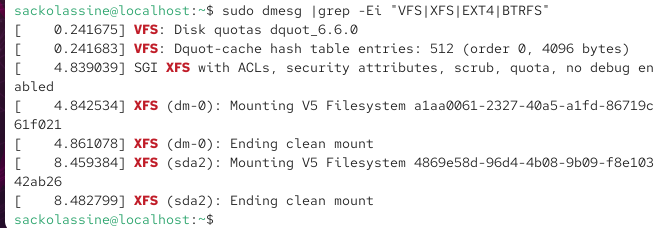 sackolassine@localhost:~$ sudo dmesg |grep -Ei "VFS|XFS|EXT4|BTRFS"
[    0.241675] VFS: Disk quotas dquot_6.6.0
[    0.241683] VFS: Dquot-cache hash table entries: 512 (order 0, 4096 bytes)
[    4.839039] SGI XFS with ACLs, security attributes, scrub, quota, no debug en
abled
[    4.842534] XFS (dm-0): Mounting V5 Filesystem a1aa0061-2327-40a5-a1fd-86719c
61f021
[    4.861078] XFS (dm-0): Ending clean mount
[    8.459384] XFS (sda2): Mounting V5 Filesystem 4869e58d-96d4-4b08-9b09-f8e103
42ab26
[    8.482799] XFS (sda2): Ending clean mount
sackolassine@localhost:~$